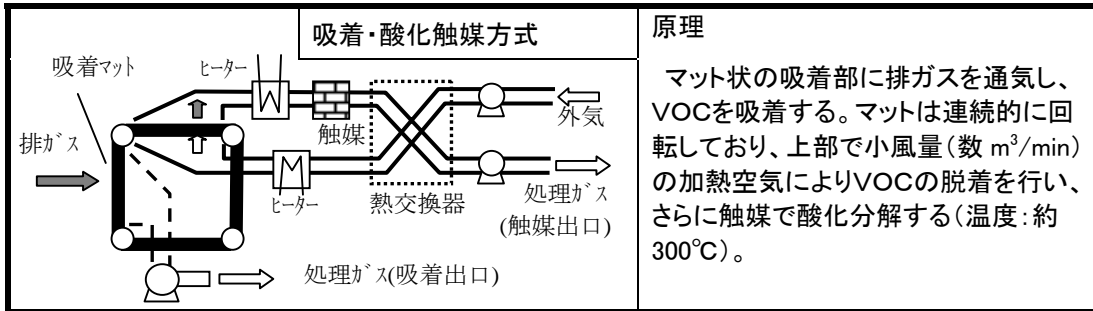 吸着・酸化触媒方式
吸着マット
ヒーター
排ガス
触媒
外気
ヒーター
熱交換器
処理ガス
(触媒出口)
処理ガス(吸着出口)
原理
マット状の吸着部に排ガスを通気し、
VOCを吸着する。マットは連続的に回
転しており、上部で小風量(数 m³/min)
の加熱空気によりVOCの脱着を行い、
さらに触媒で酸化分解する(温度:約
300℃)。